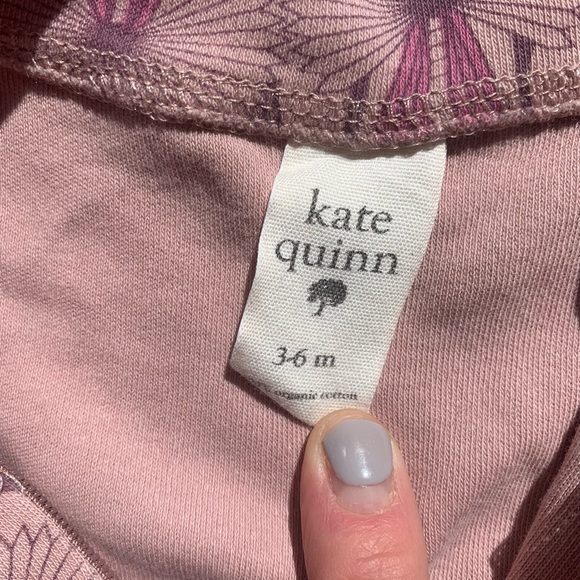 kate
quinn
3-6 m
organic cotton